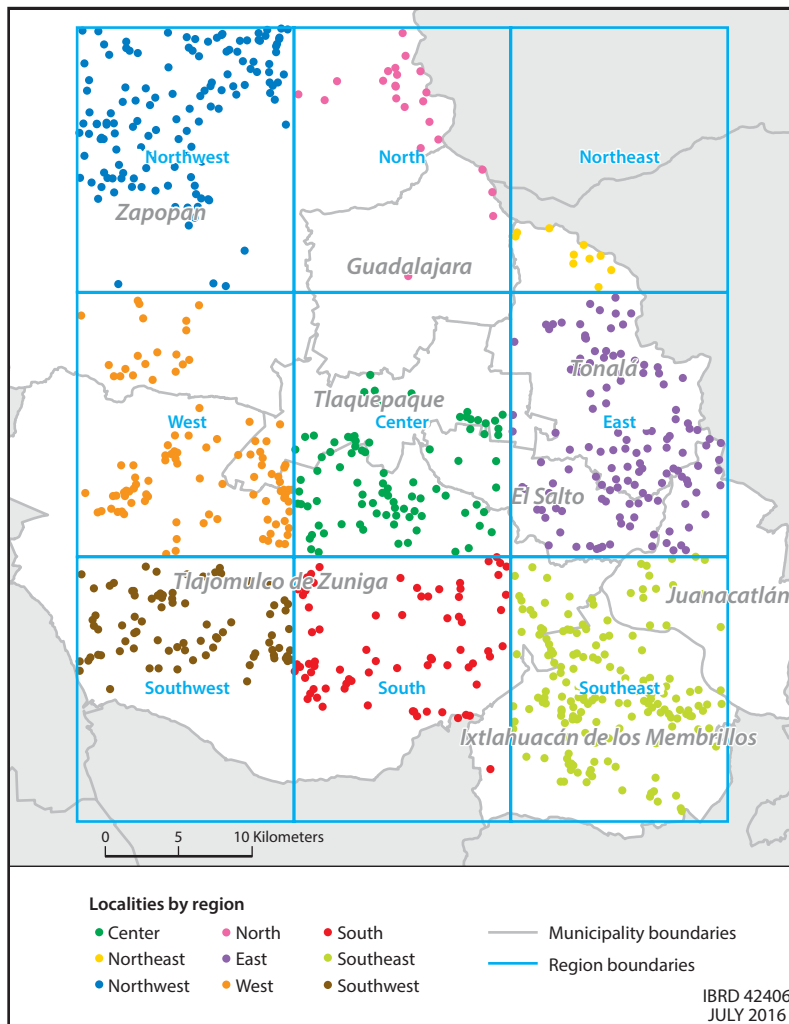 Northwest
North
Northeast
Zapopan
Guadalajara
Tonalá
Tlaquepaque
West
Center
East
El Salto
Tlajomulco de Zuniga
Juanacatlán
Southwest
South
Southeast
Ixtlahuacán de los Membrillos
0 5 10 Kilometers
Localities by region
Center North South Municipality boundaries
Northeast East Southeast Region boundaries
Northwest West Southwest
IBRD 42406
JULY 2016